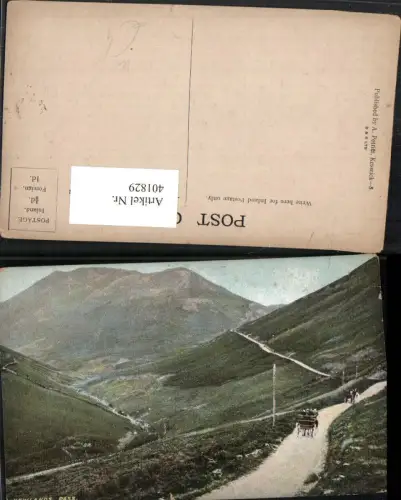 POST C
Write here for Inland Postage only.
Published by A. Pettitt, Keswick—8
POSTAGE
Inland.
½d.
Foreign
1d.
Artikel Nr.
401829
PASS.